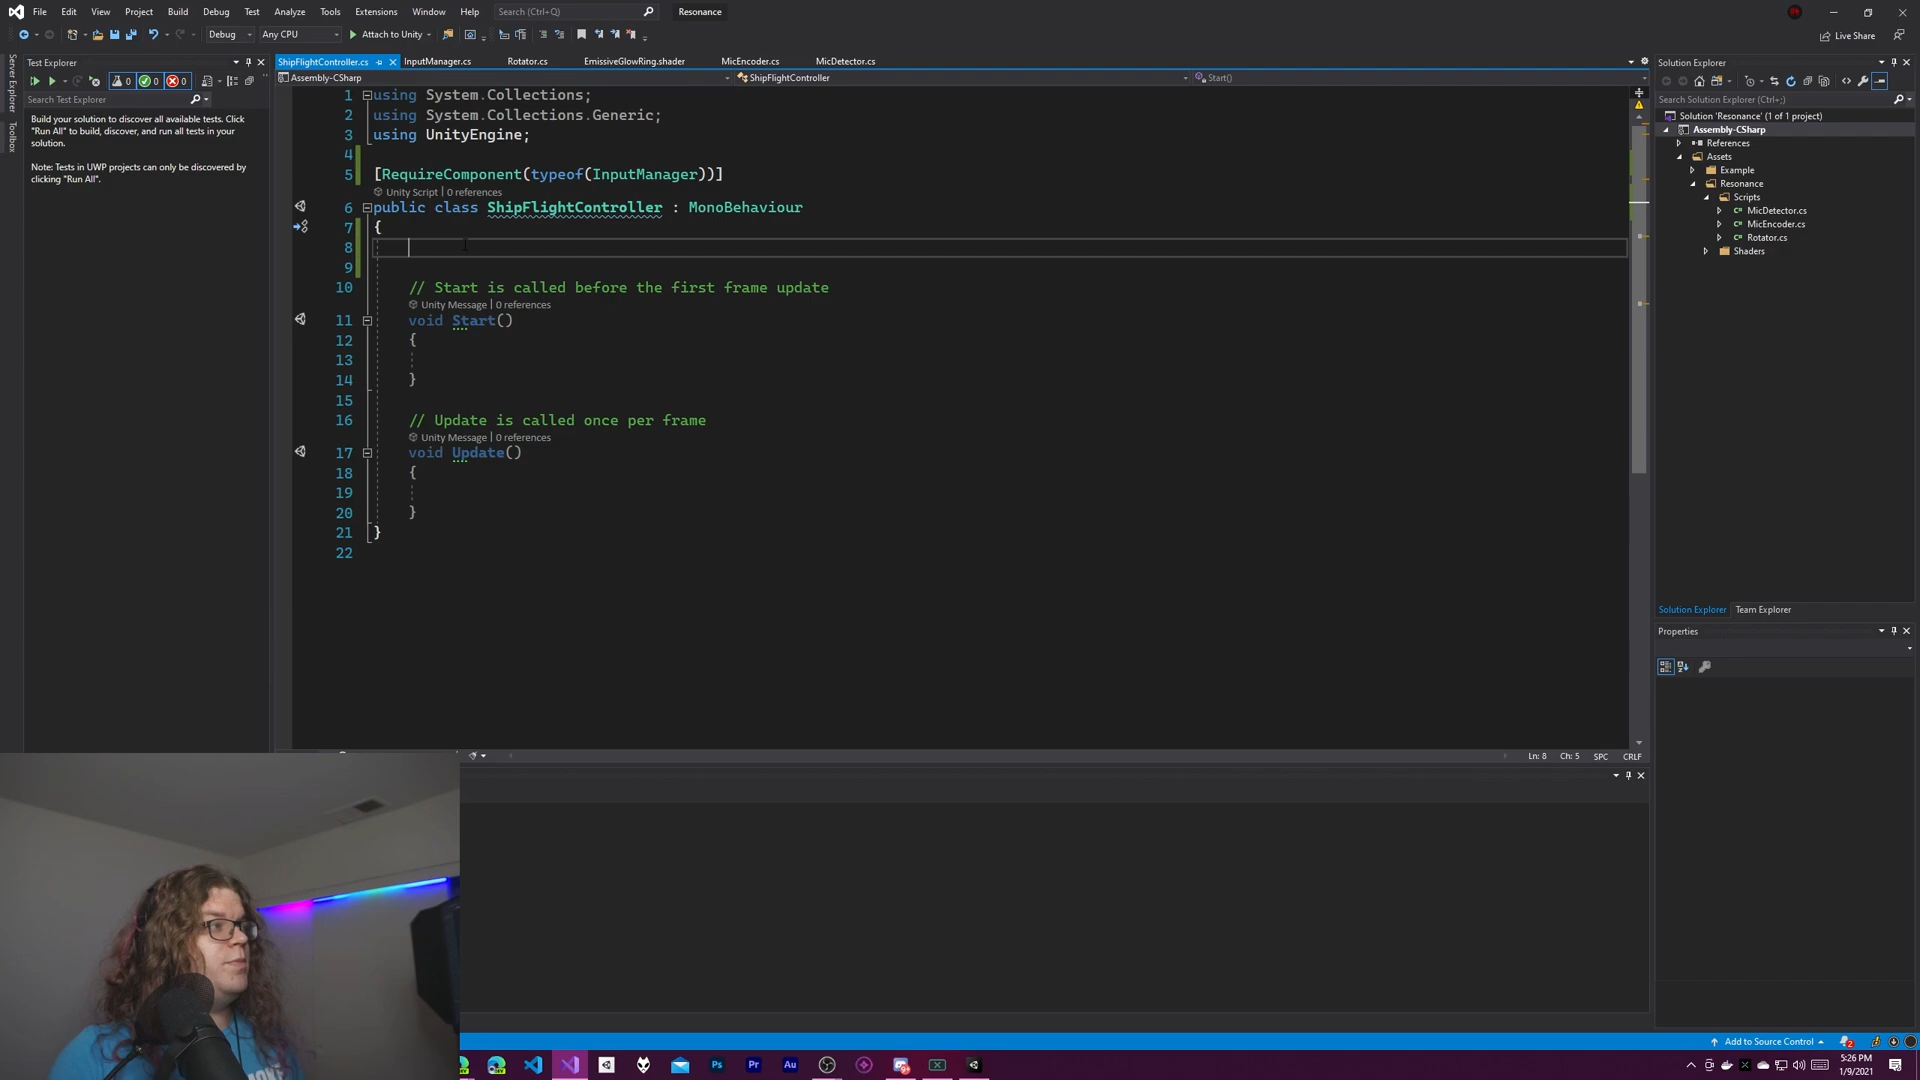 File Edit View Project Build Debug Test Analyze Tools Extensions Window Help Search (Ctrl+Q) Resonance
Debug Any CPU Attach to Unity Live Share
Server Explorer
Toolbox
Test Explorer
0 0 0
Search Test Explorer
Build your solution to discover all available tests. Click
"Run All" to build, discover, and run all tests in your
solution.
Note: Tests in UWP projects can only be discovered by
clicking "Run All".
ShipFlightController.cs InputManager.cs Rotator.cs EmissiveGlowRing.shader MicEncoder.cs MicDetector.cs
Assembly-CSharp ShipFlightController Start()
1 using System.Collections;
2 using System.Collections.Generic;
3 using UnityEngine;
4
5 [RequireComponent(typeof(InputManager))]
Unity Script | 0 references
6 public class ShipFlightController : MonoBehaviour
7 {
8
9
10 // Start is called before the first frame update
Unity Message | 0 references
11 void Start()
12 {
13
14 }
15
16 // Update is called once per frame
Unity Message | 0 references
17 void Update()
18 {
19
20 }
21 }
22
Ln: 8 Ch: 5 SPC CRLF
Solution Explorer
Search Solution Explorer (Ctrl+;)
Solution 'Resonance' (1 of 1 project)
Assembly-CSharp
References
Assets
Example
Resonance
Scripts
MicDetector.cs
MicEncoder.cs
Rotator.cs
Shaders
Solution Explorer Team Explorer
Properties
Add to Source Control 2
Ps Pr Au
5:26 PM
1/9/2021